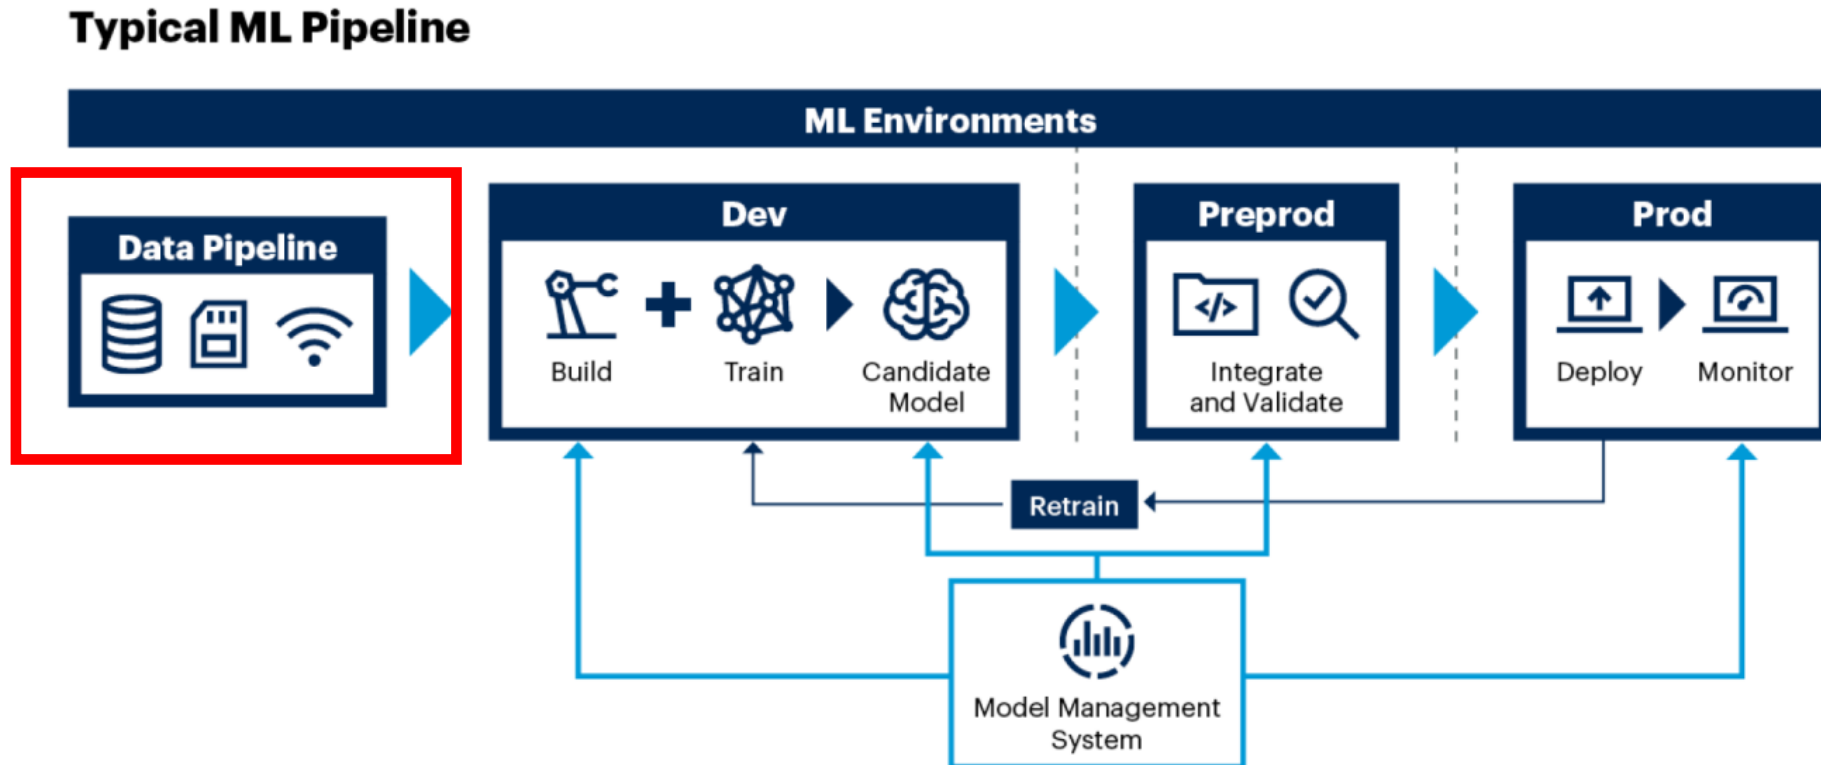 Typical ML Pipeline
ML Environments
Data Pipeline
Dev
Build
Train
Candidate
Model
Preprod
</>
Integrate
and Validate
Prod
Deploy
Monitor
Retrain
Model Management
System